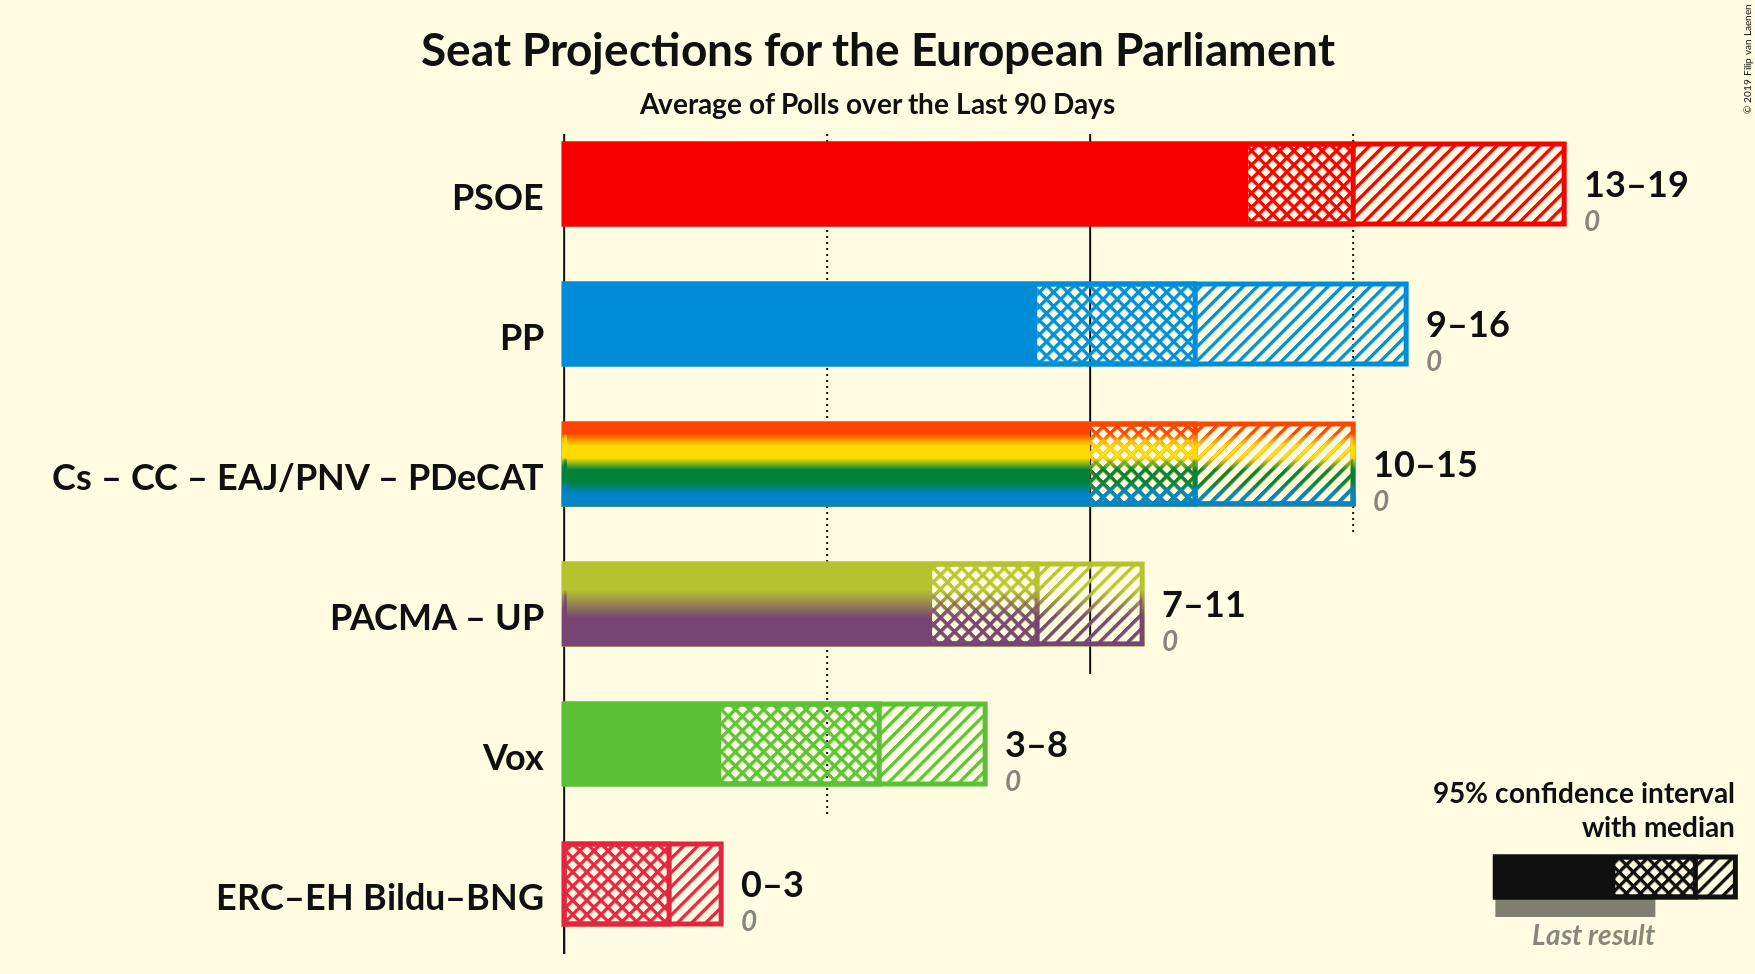 Seat Projections for the European Parliament
Average of Polls over the Last 90 Days
© 2019 Filip van Laenen
PSOE
13–19
0
PP
9–16
0
Cs – CC – EAJ/PNV – PDeCAT
10–15
0
PACMA – UP
7–11
0
Vox
3–8
0
ERC–EH Bildu–BNG
0–3
0
95% confidence interval
with median
Last result